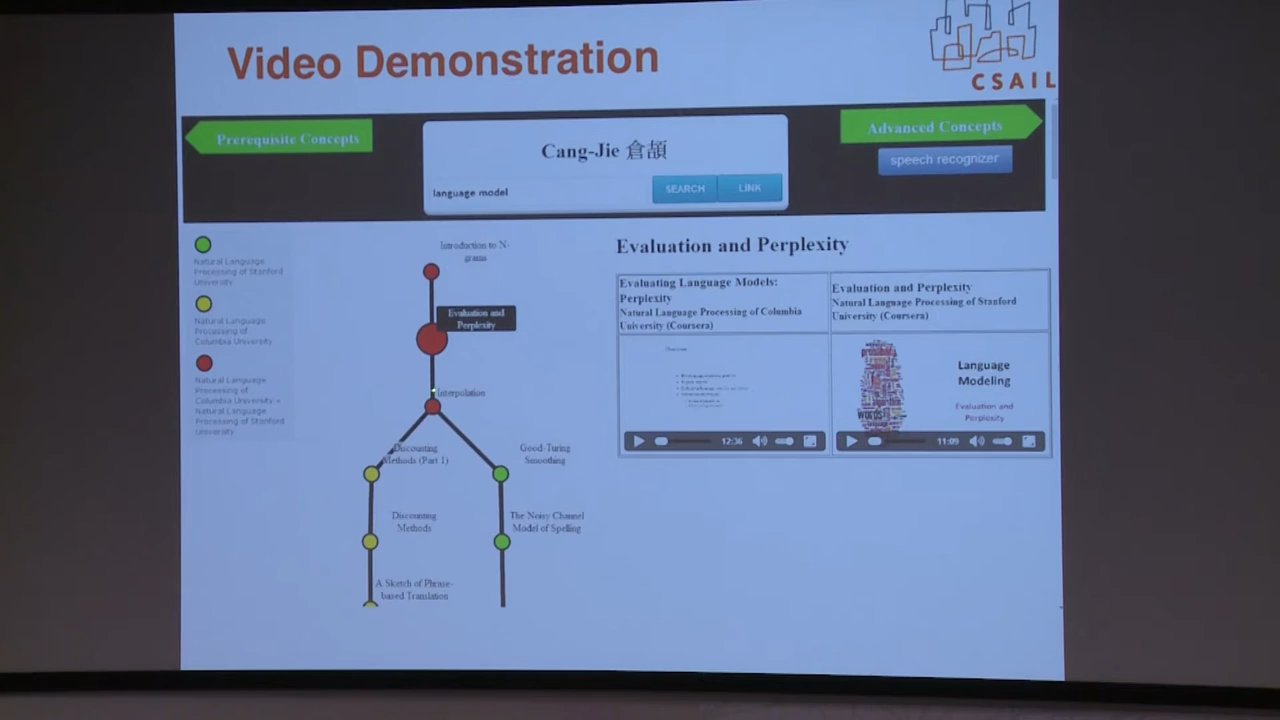 Video Demonstration
CSAIL
Prerequisite Concepts
Cang-Jie 倉頡
language model
SEARCH
LINK
Advanced Concepts
speech recognizer
Natural Language
Processing of Stanford
University
Natural Language
Processing of
Columbia University
Natural Language
Processing of
Columbia University +
Natural Language
Processing of Stanford
University
Introduction to N-
grams
Evaluation and
Perplexity
Interpolation
Discounting
Methods (Part 1)
Good-Turing
Smoothing
Discounting
Methods
The Noisy Channel
Model of Spelling
A Sketch of Phrase-
based Translation
Evaluation and Perplexity
Evaluating Language Models:
Perplexity
Natural Language Processing of Columbia
University (Coursera)
Evaluation and Perplexity
Natural Language Processing of Stanford
University (Coursera)
12:36
words
Language
Modeling
Evaluation and
Perplexity
11:09